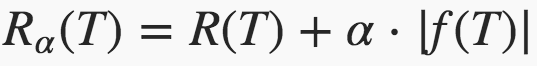 Rα(T) = R(T) + α · |f(T)|